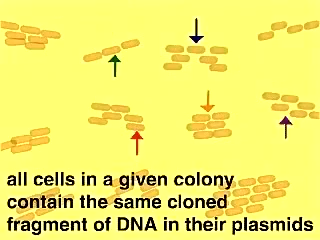 all cells in a given colony
contain the same cloned
fragment of DNA in their plasmids